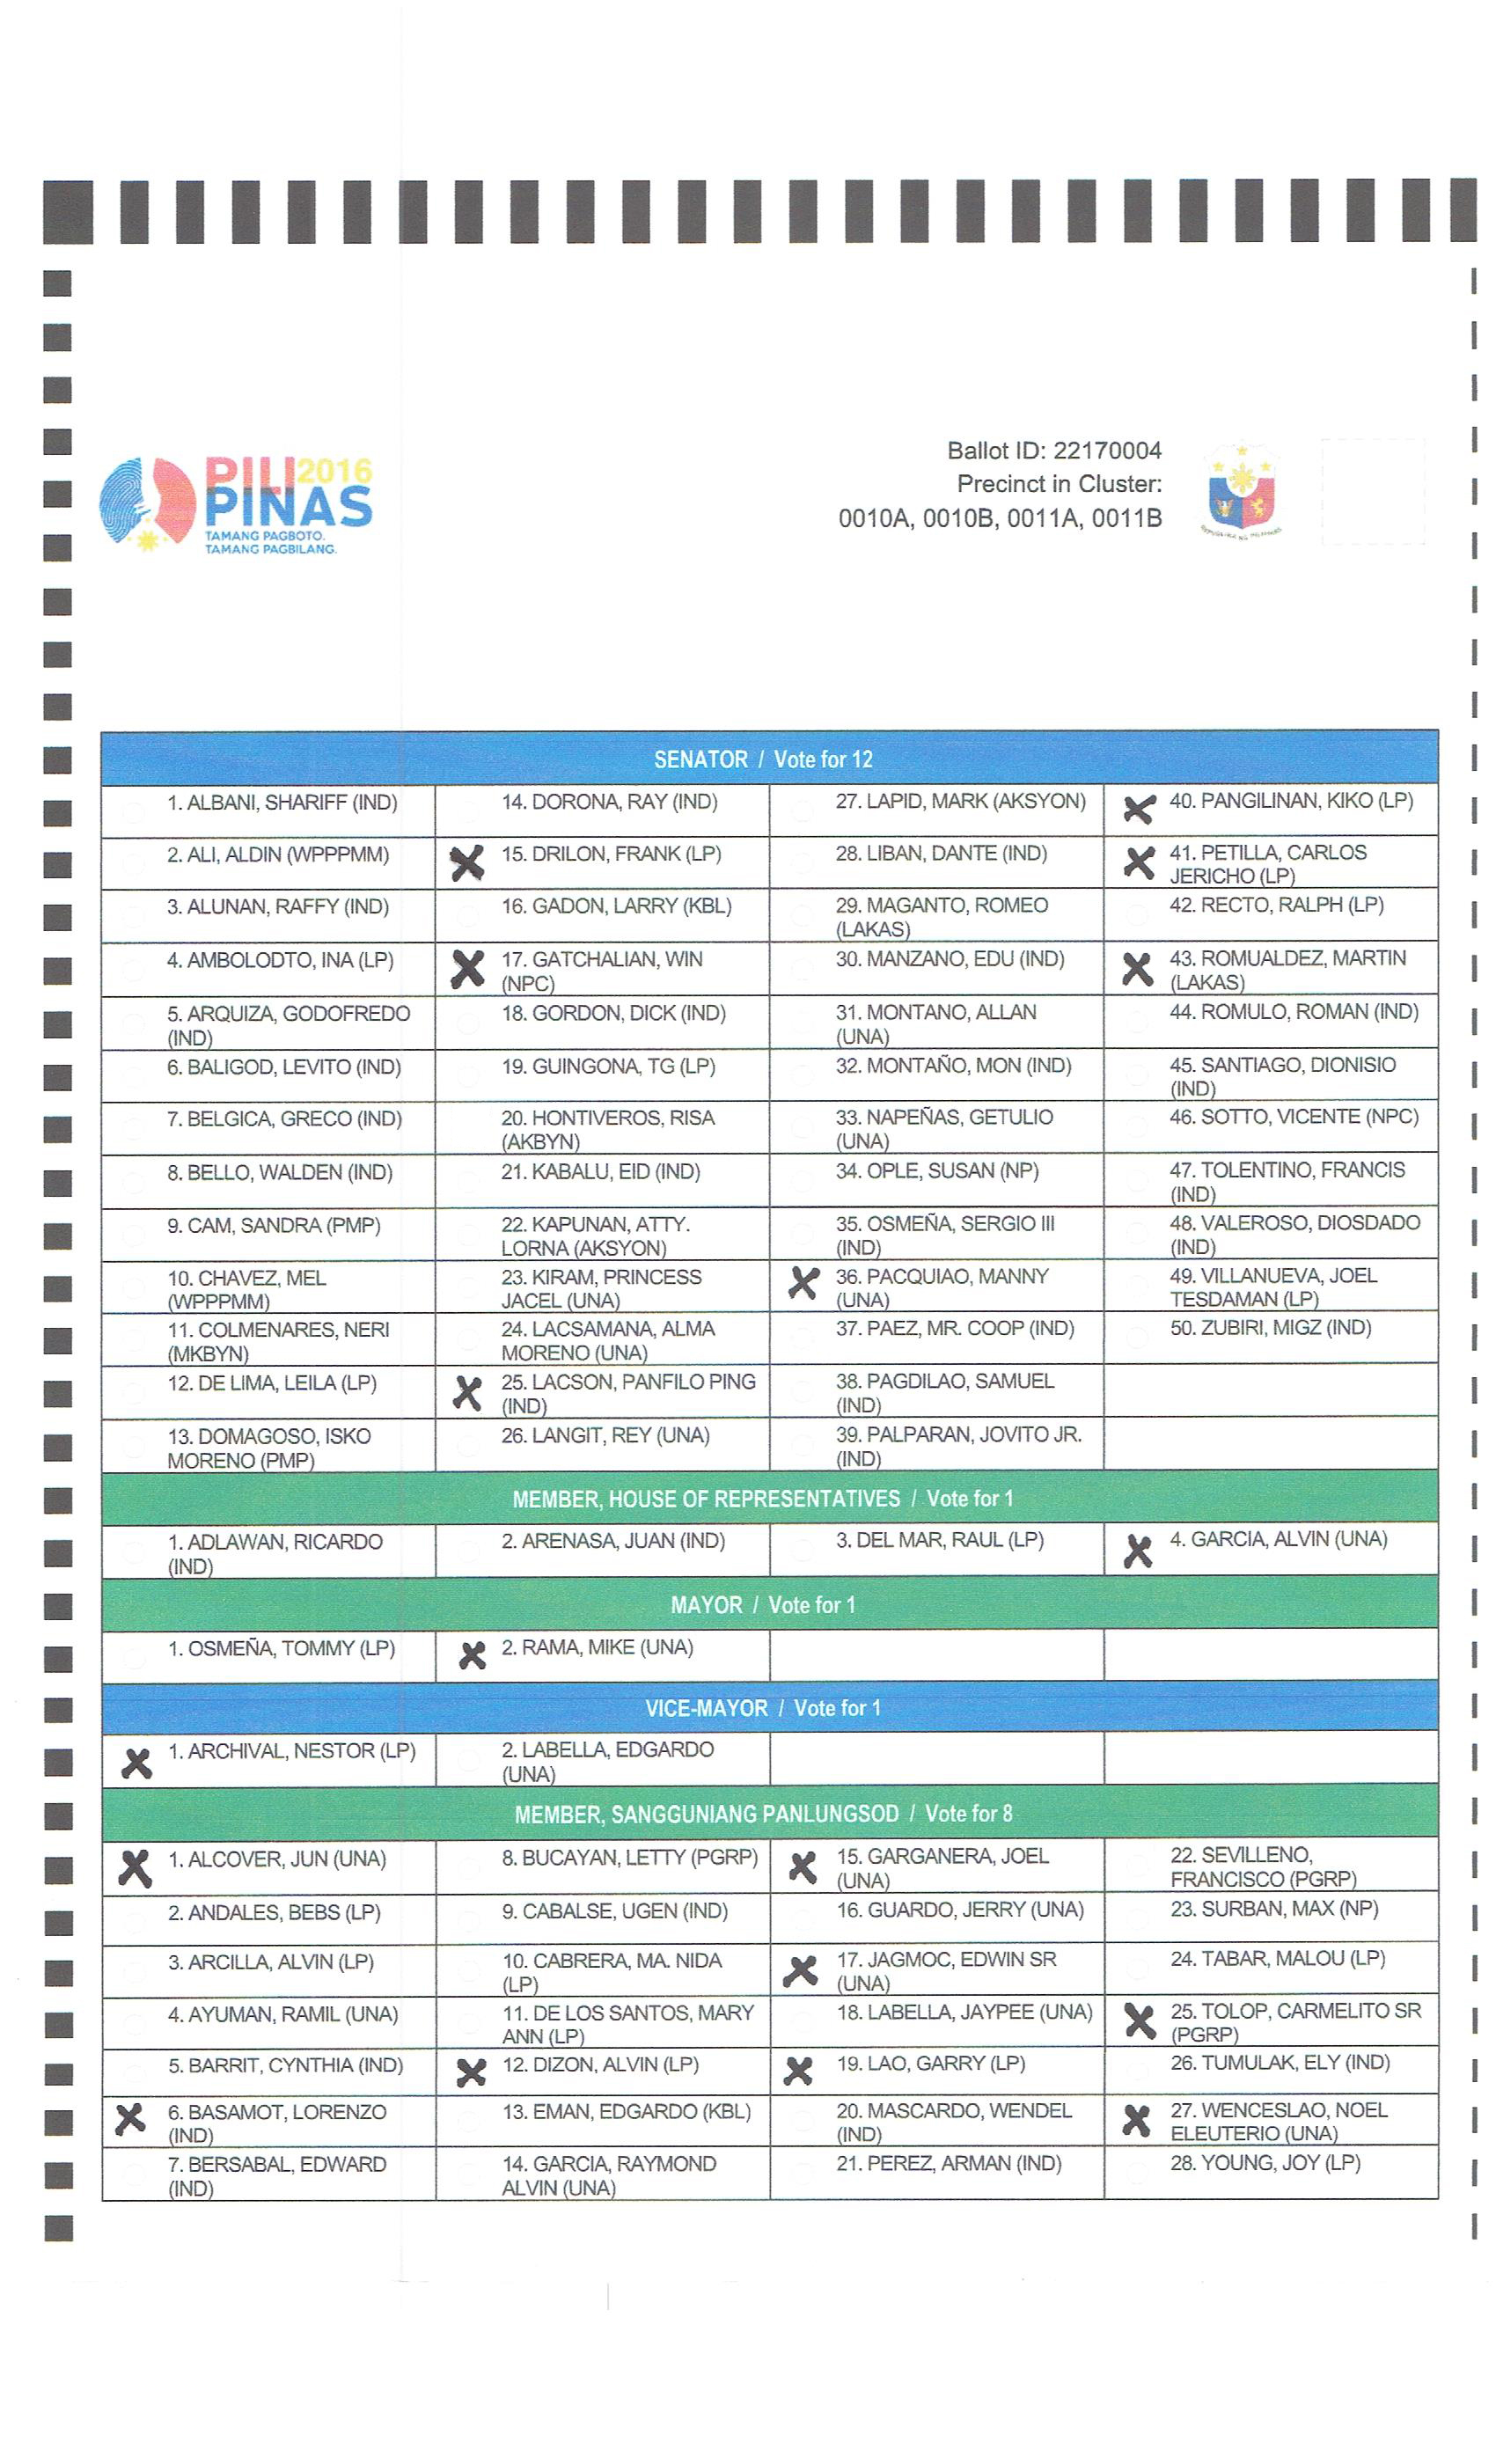 PILI 2016
PINAS
TAMANG PAGBOTO.
TAMANG PAGBILANG.
Ballot ID: 22170004
Precinct in Cluster:
0010A, 0010B, 0011A, 0011B
SENATOR / Vote for 12
1. ALBANI, SHARIFF (IND)
2. ALI, ALDIN (WPPPMM)
3. ALUNAN, RAFFY (IND)
4. AMBOLODTO, INA (LP)
5. ARQUIZA, GODOFREDO
(IND)
6. BALIGOD, LEVITO (IND)
7. BELGICA, GRECO (IND)
8. BELLO, WALDEN (IND)
9. CAM, SANDRA (PMP)
10. CHAVEZ, MEL
(WPPPMM)
11. COLMENARES, NERI
(MKBYN)
12. DE LIMA, LEILA (LP)
13. DOMAGOSO, ISKO
MORENO (PMP)
14. DORONA, RAY (IND)
15. DRILON, FRANK (LP)
16. GADON, LARRY (KBL)
17. GATCHALIAN, WIN
(NPC)
18. GORDON, DICK (IND)
19. GUINGONA, TG (LP)
20. HONTIVEROS, RISA
(AKBYN)
21. KABALU, EID (IND)
22. KAPUNAN, ATTY.
LORNA (AKSYON)
23. KIRAM, PRINCESS
JACEL (UNA)
24. LACSAMANA, ALMA
MORENO (UNA)
25. LACSON, PANFILO PING
(IND)
26. LANGIT, REY (UNA)
27. LAPID, MARK (AKSYON)
28. LIBAN, DANTE (IND)
29. MAGANTO, ROMEO
(LAKAS)
30. MANZANO, EDU (IND)
31. MONTANO, ALLAN
(UNA)
32. MONTAÑO, MON (IND)
33. NAPEÑAS, GETULIO
(UNA)
34. OPLE, SUSAN (NP)
35. OSMEÑA, SERGIO III
(IND)
36. PACQUIAO, MANNY
(UNA)
37. PAEZ, MR. COOP (IND)
38. PAGDILAO, SAMUEL
(IND)
39. PALPARAN, JOVITO JR.
(IND)
40. PANGILINAN, KIKO (LP)
41. PETILLA, CARLOS
JERICHO (LP)
42. RECTO, RALPH (LP)
43. ROMUALDEZ, MARTIN
(LAKAS)
44. ROMULO, ROMAN (IND)
45. SANTIAGO, DIONISIO
(IND)
46. SOTTO, VICENTE (NPC)
47. TOLENTINO, FRANCIS
(IND)
48. VALEROSO, DIOSDADO
(IND)
49. VILLANUEVA, JOEL
TESDAMAN (LP)
50. ZUBIRI, MIGZ (IND)
MEMBER, HOUSE OF REPRESENTATIVES / Vote for 1
1. ADLAWAN, RICARDO
(IND)
2. ARENASA, JUAN (IND)
3. DEL MAR, RAUL (LP)
4. GARCIA, ALVIN (UNA)
MAYOR / Vote for 1
1. OSMEÑA, TOMMY (LP)
2. RAMA, MIKE (UNA)
VICE-MAYOR / Vote for 1
1. ARCHIVAL, NESTOR (LP)
2. LABELLA, EDGARDO
(UNA)
MEMBER, SANGGUNIANG PANLUNGSOD / Vote for 8
1. ALCOVER, JUN (UNA)
2. ANDALES, BEBS (LP)
3. ARCILLA, ALVIN (LP)
4. AYUMAN, RAMIL (UNA)
5. BARRIT, CYNTHIA (IND)
6. BASAMOT, LORENZO
(IND)
7. BERSABAL, EDWARD
(IND)
8. BUCAYAN, LETTY (PGRP)
9. CABALSE, UGEN (IND)
10. CABRERA, MA. NIDA
(LP)
11. DE LOS SANTOS, MARY
ANN (LP)
12. DIZON, ALVIN (LP)
13. EMAN, EDGARDO (KBL)
14. GARCIA, RAYMOND
ALVIN (UNA)
15. GARGANERA, JOEL
(UNA)
16. GUARDO, JERRY (UNA)
17. JAGMOC, EDWIN SR
(UNA)
18. LABELLA, JAYPEE (UNA)
19. LAO, GARRY (LP)
20. MASCARDO, WENDEL
(IND)
21. PEREZ, ARMAN (IND)
22. SEVILLENO,
FRANCISCO (PGRP)
23. SURBAN, MAX (NP)
24. TABAR, MALOU (LP)
25. TOLOP, CARMELITO SR
(PGRP)
26. TUMULAK, ELY (IND)
27. WENCESLAO, NOEL
ELEUTERIO (UNA)
28. YOUNG, JOY (LP)